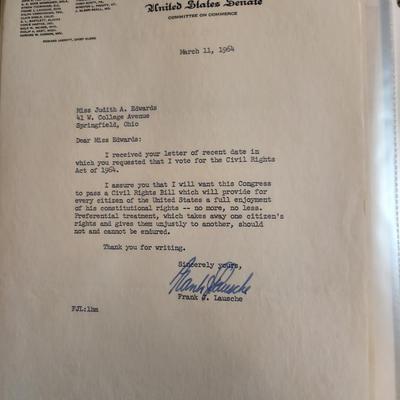 United States Senate
COMMITTEE ON COMMERCE
March 11, 1964
Miss Judith A. Edwards
41 W. College Avenue
Springfield, Ohio
Dear Miss Edwards:
I received your letter of recent date in
which you requested that I vote for the Civil Rights
Act of 1964.
I assure you that I will want this Congress
to pass a Civil Rights Bill which will provide for
every citizen of the United States a full enjoyment
of his constitutional rights -- no more, no less.
Preferential treatment, which takes away one citizen's
rights and gives them unjustly to another, should
not and cannot be endured.
Thank you for writing.
Sincerely yours,
Frank J. Lausche
Frank J. Lausche
FJL:lhm